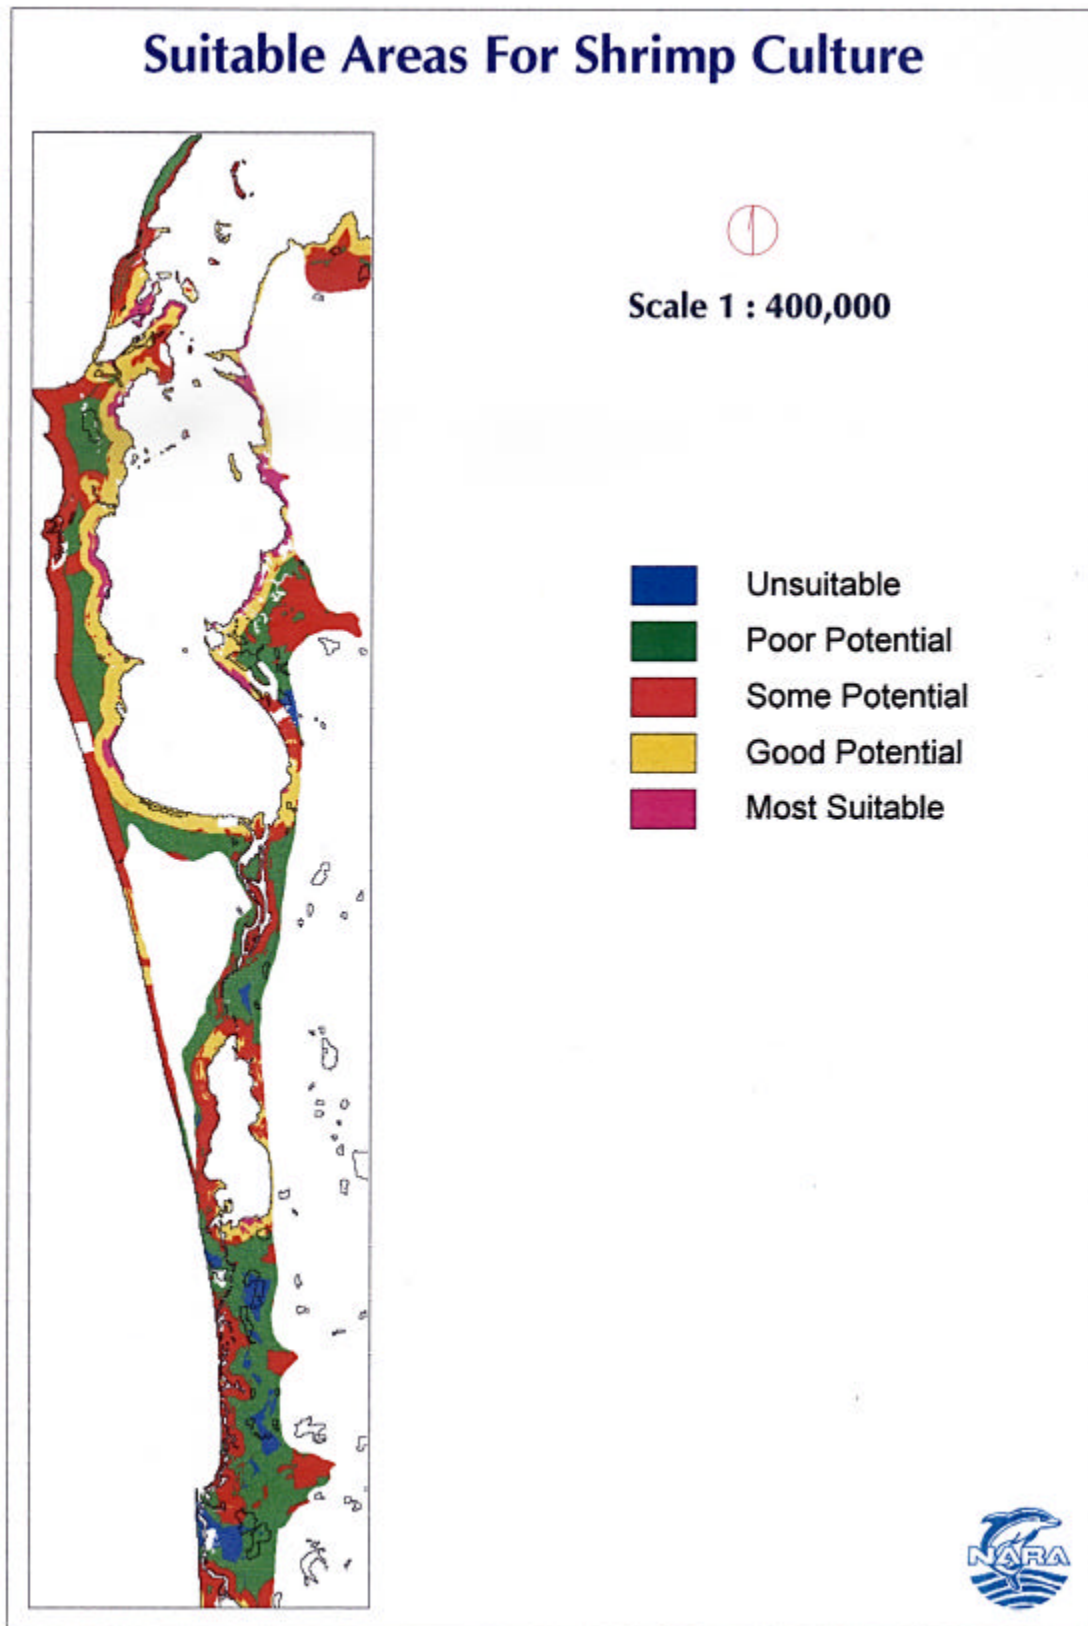 Suitable Areas For Shrimp Culture
Scale 1 : 400,000
Unsuitable
Poor Potential
Some Potential
Good Potential
Most Suitable
NARA